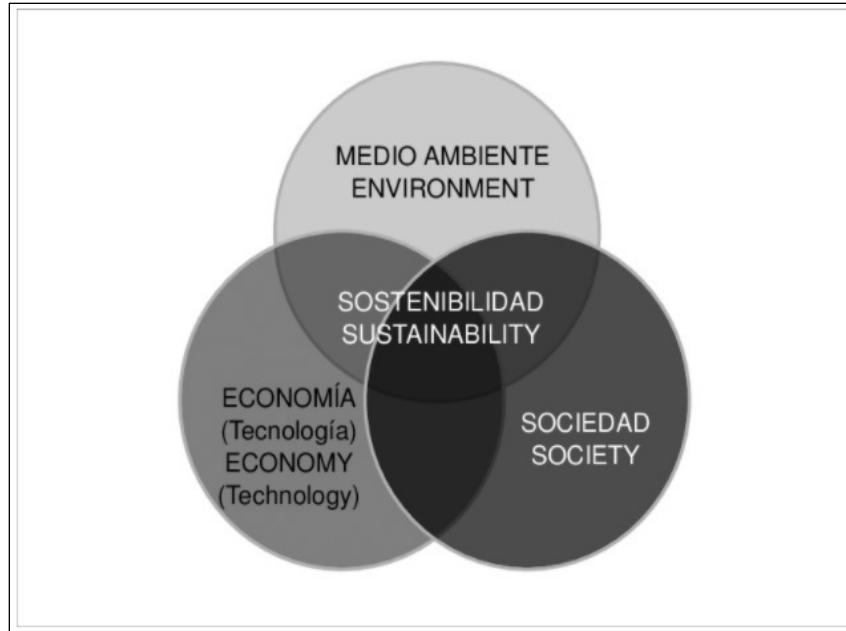 MEDIO AMBIENTE
ENVIRONMENT
SOSTENIBILIDAD
SUSTAINABILITY
ECONOMÍA
(Tecnología)
ECONOMY
(Technology)
SOCIEDAD
SOCIETY